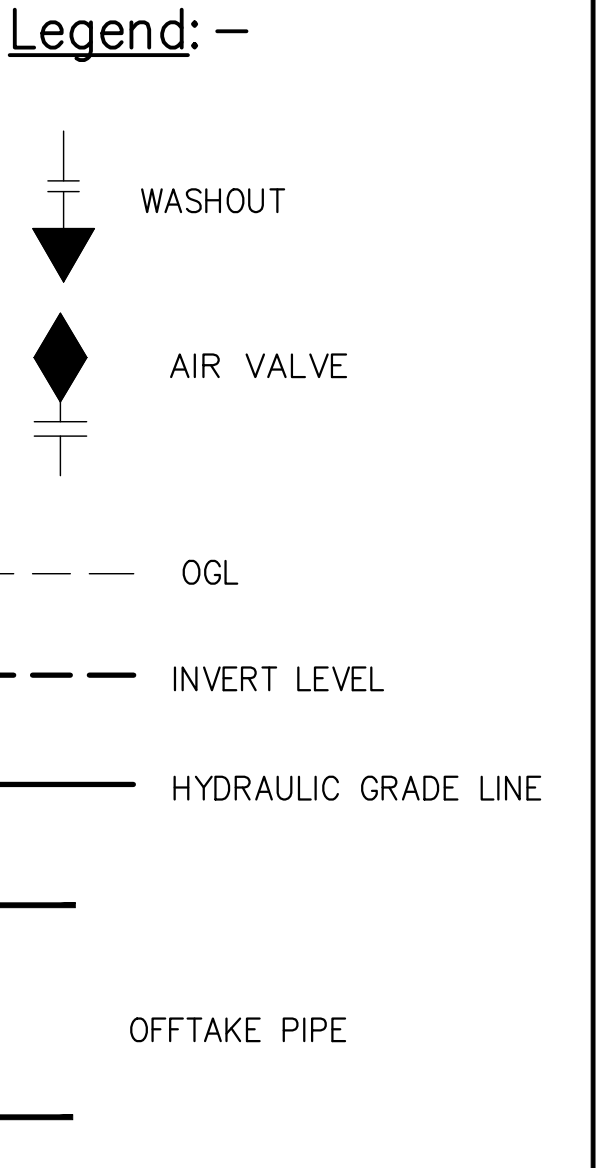 Legend: —
WASHOUT
AIR VALVE
OGL
INVERT LEVEL
HYDRAULIC GRADE LINE
OFFTAKE PIPE